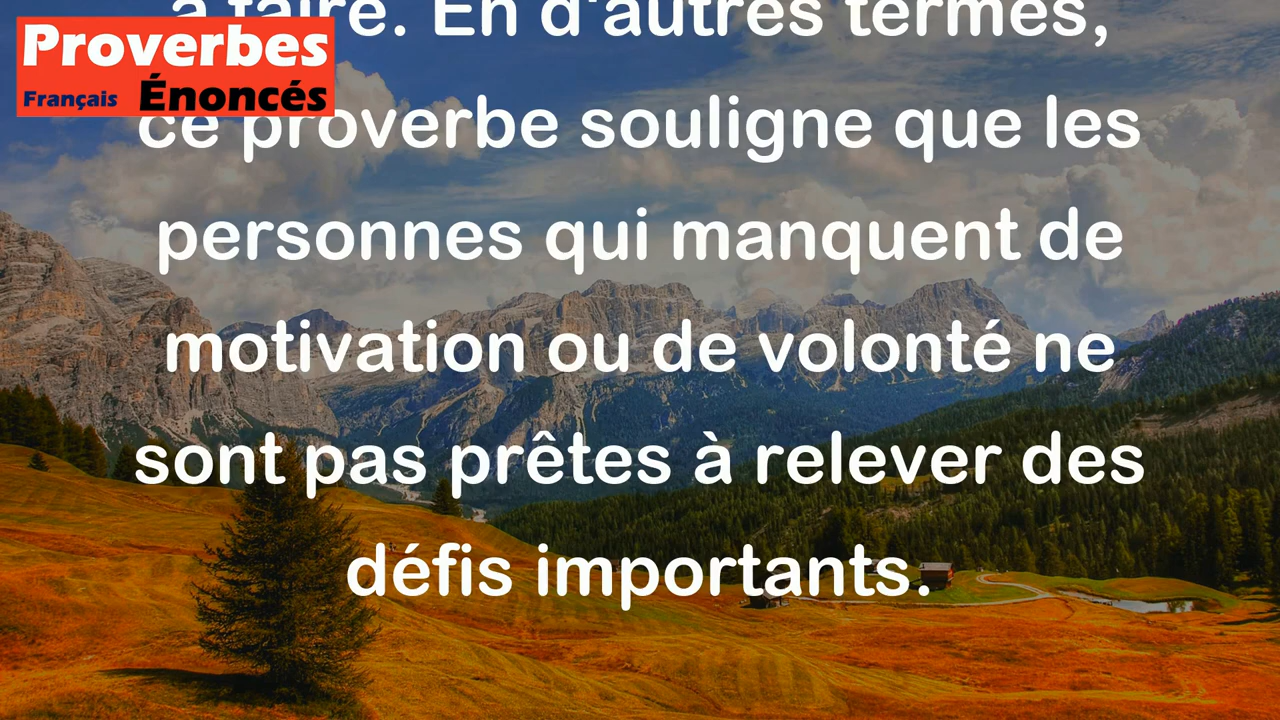 Proverbes
Français Énoncés
à faire. En d'autres termes,
ce proverbe souligne que les
personnes qui manquent de
motivation ou de volonté ne
sont pas prêtes à relever des
défis importants.